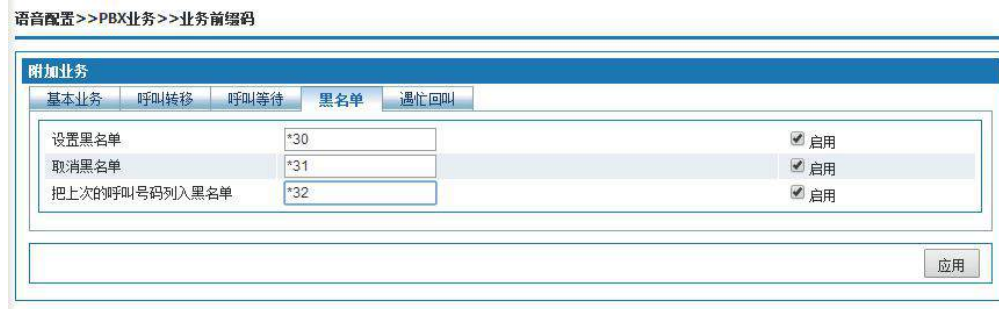 语音配置>>PBX业务>>业务前缀码
附加业务
基本业务 呼叫转移 呼叫等待 黑名单 遇忙回叫
设置黑名单 *30 启用
取消黑名单 *31 启用
把上次的呼叫号码列入黑名单 *32 启用
应用